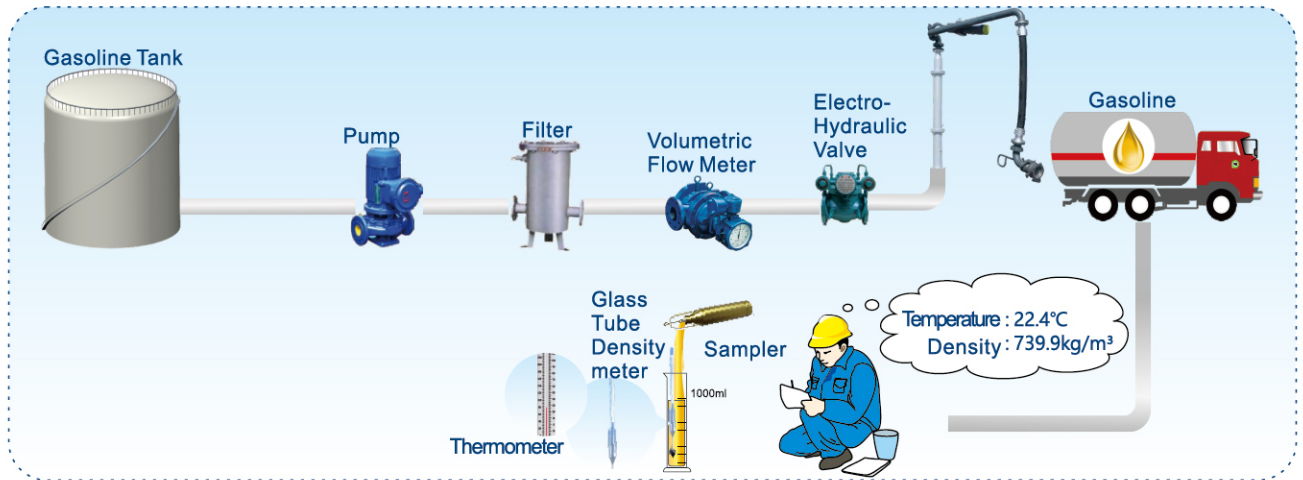 Gasoline Tank
Pump
Filter
Volumetric
Flow Meter
Electro-
Hydraulic
Valve
Gasoline
Glass
Tube
Density
meter
Sampler
1000ml
Thermometer
Temperature : 22.4℃
Density : 739.9kg/m³